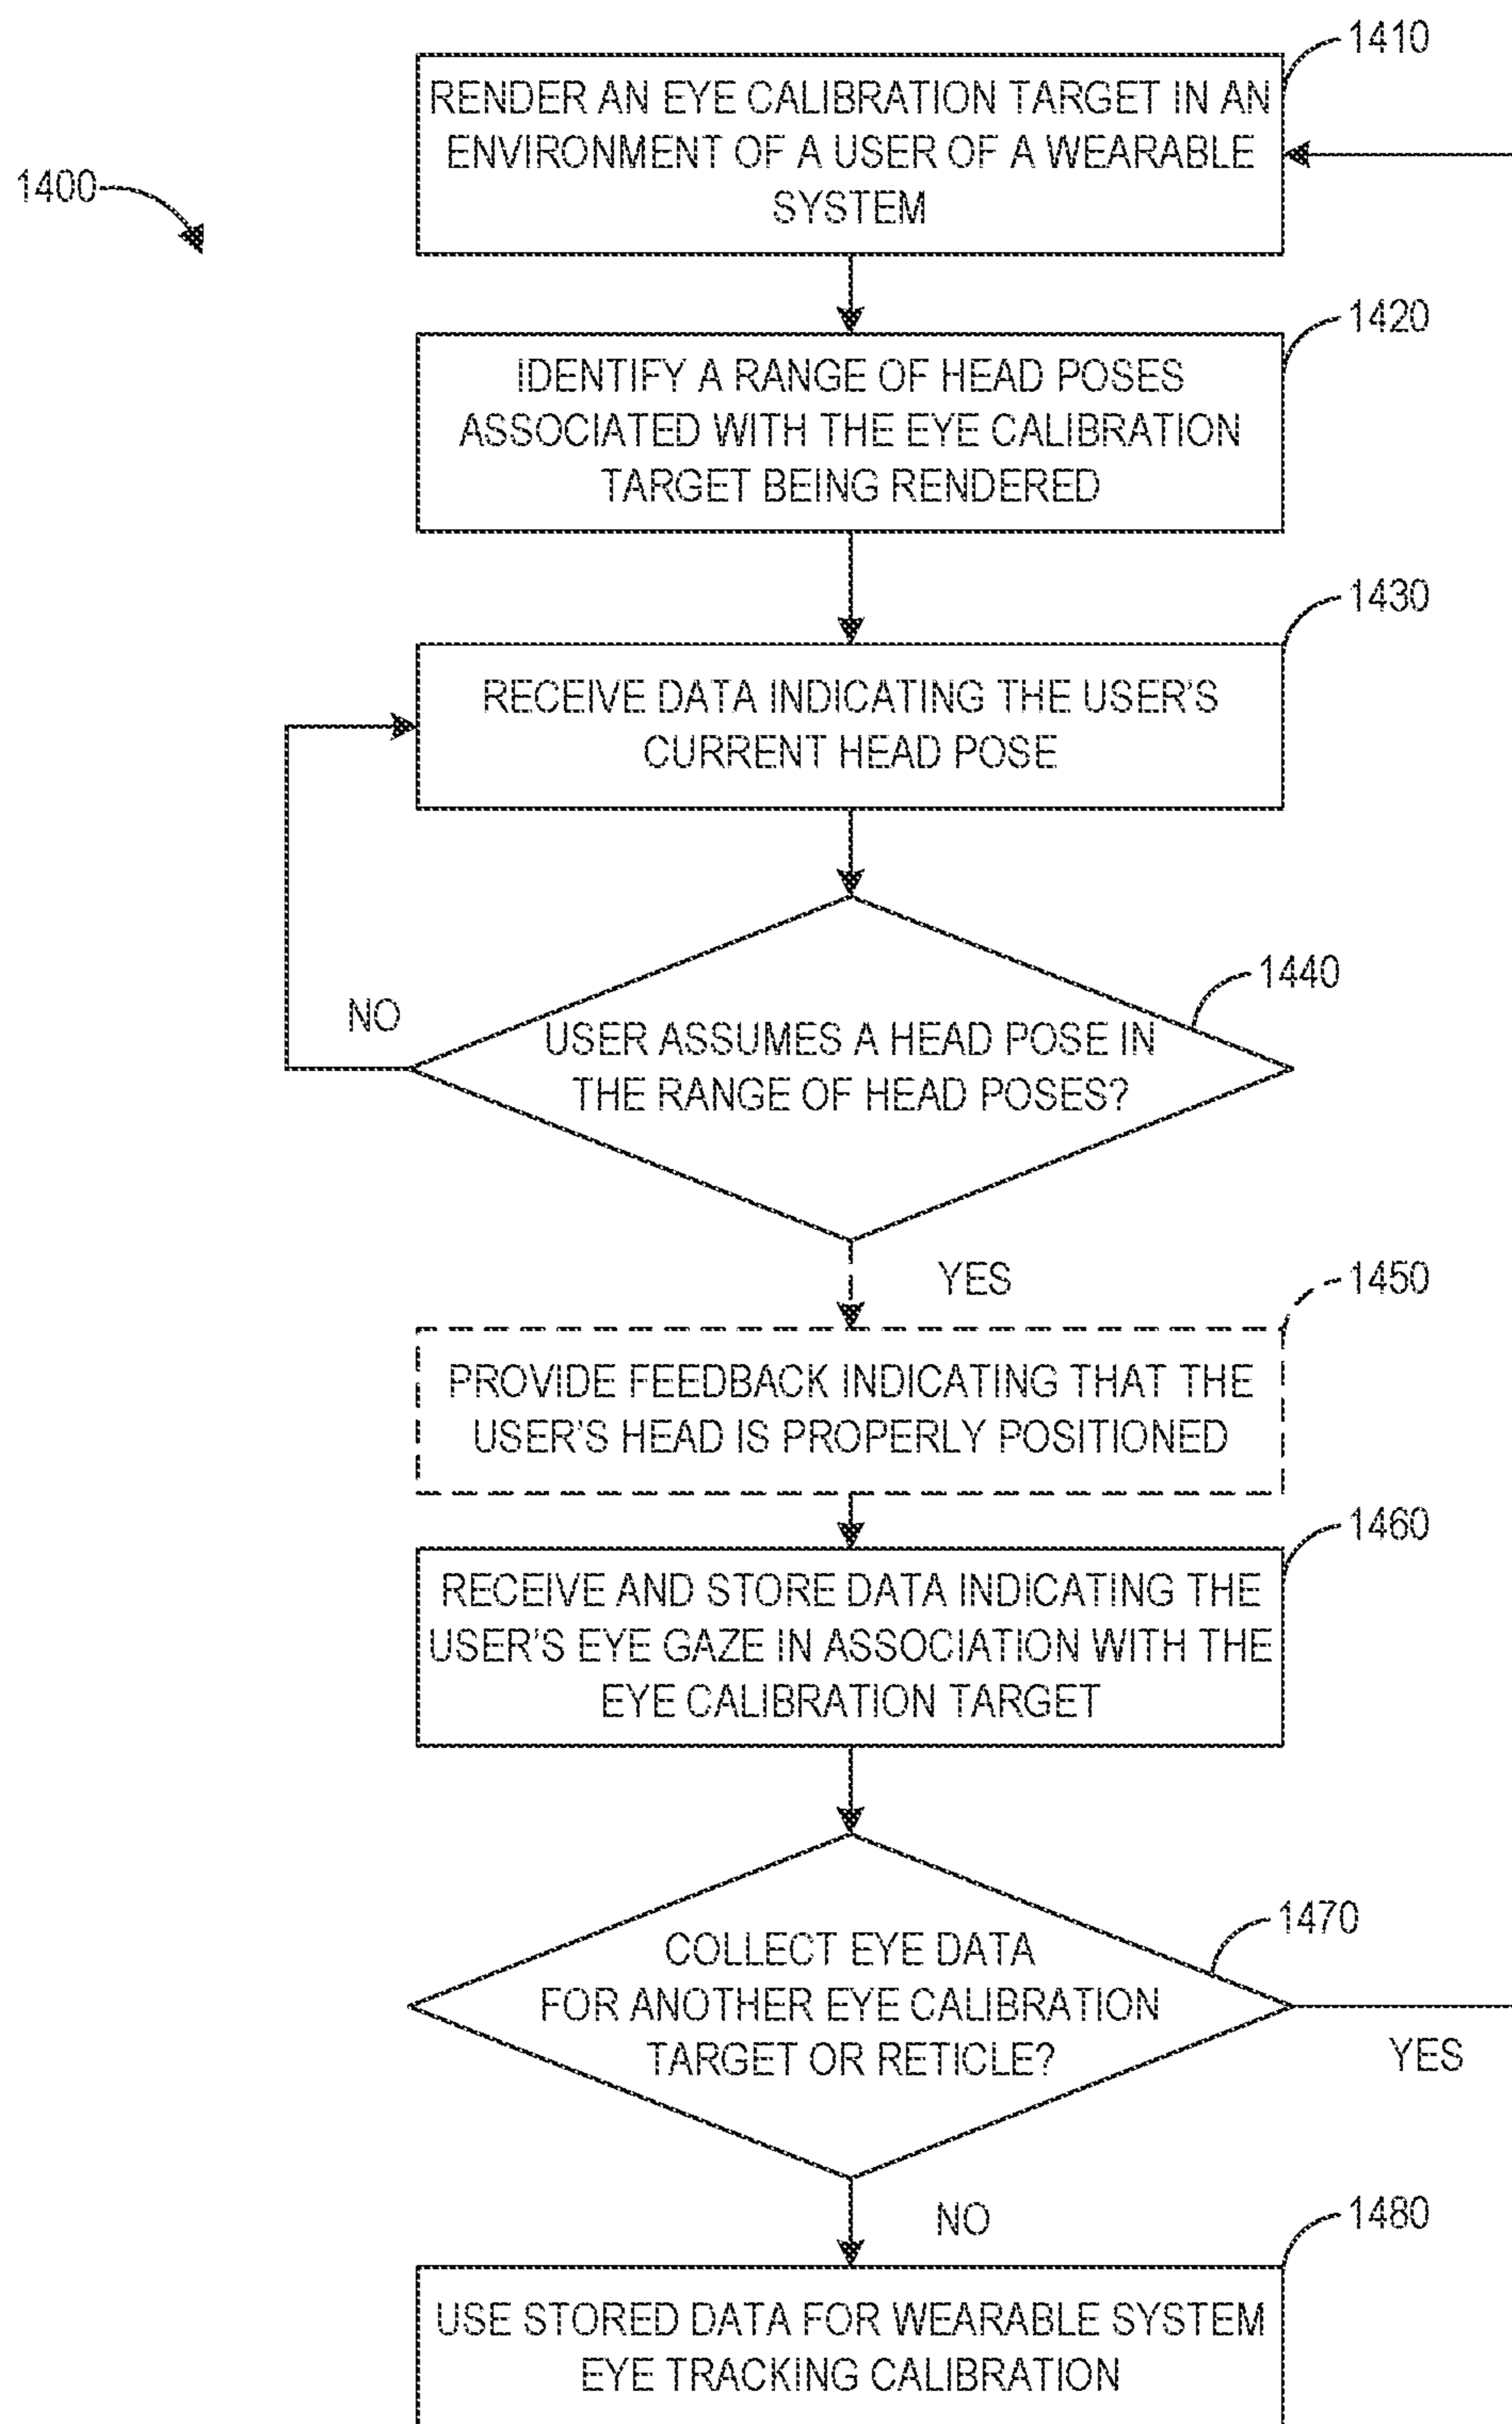 1410
RENDER AN EYE CALIBRATION TARGET IN AN
ENVIRONMENT OF A USER OF A WEARABLE
SYSTEM
1400
1420
IDENTIFY A RANGE OF HEAD POSES
ASSOCIATED WITH THE EYE CALIBRATION
TARGET BEING RENDERED
1430
RECEIVE DATA INDICATING THE USER'S
CURRENT HEAD POSE
1440
NO
USER ASSUMES A HEAD POSE IN
THE RANGE OF HEAD POSES?
YES
1450
PROVIDE FEEDBACK INDICATING THAT THE
USER'S HEAD IS PROPERLY POSITIONED
1460
RECEIVE AND STORE DATA INDICATING THE
USER'S EYE GAZE IN ASSOCIATION WITH THE
EYE CALIBRATION TARGET
1470
COLLECT EYE DATA
FOR ANOTHER EYE CALIBRATION
TARGET OR RETICLE?
YES
NO
1480
USE STORED DATA FOR WEARABLE SYSTEM
EYE TRACKING CALIBRATION